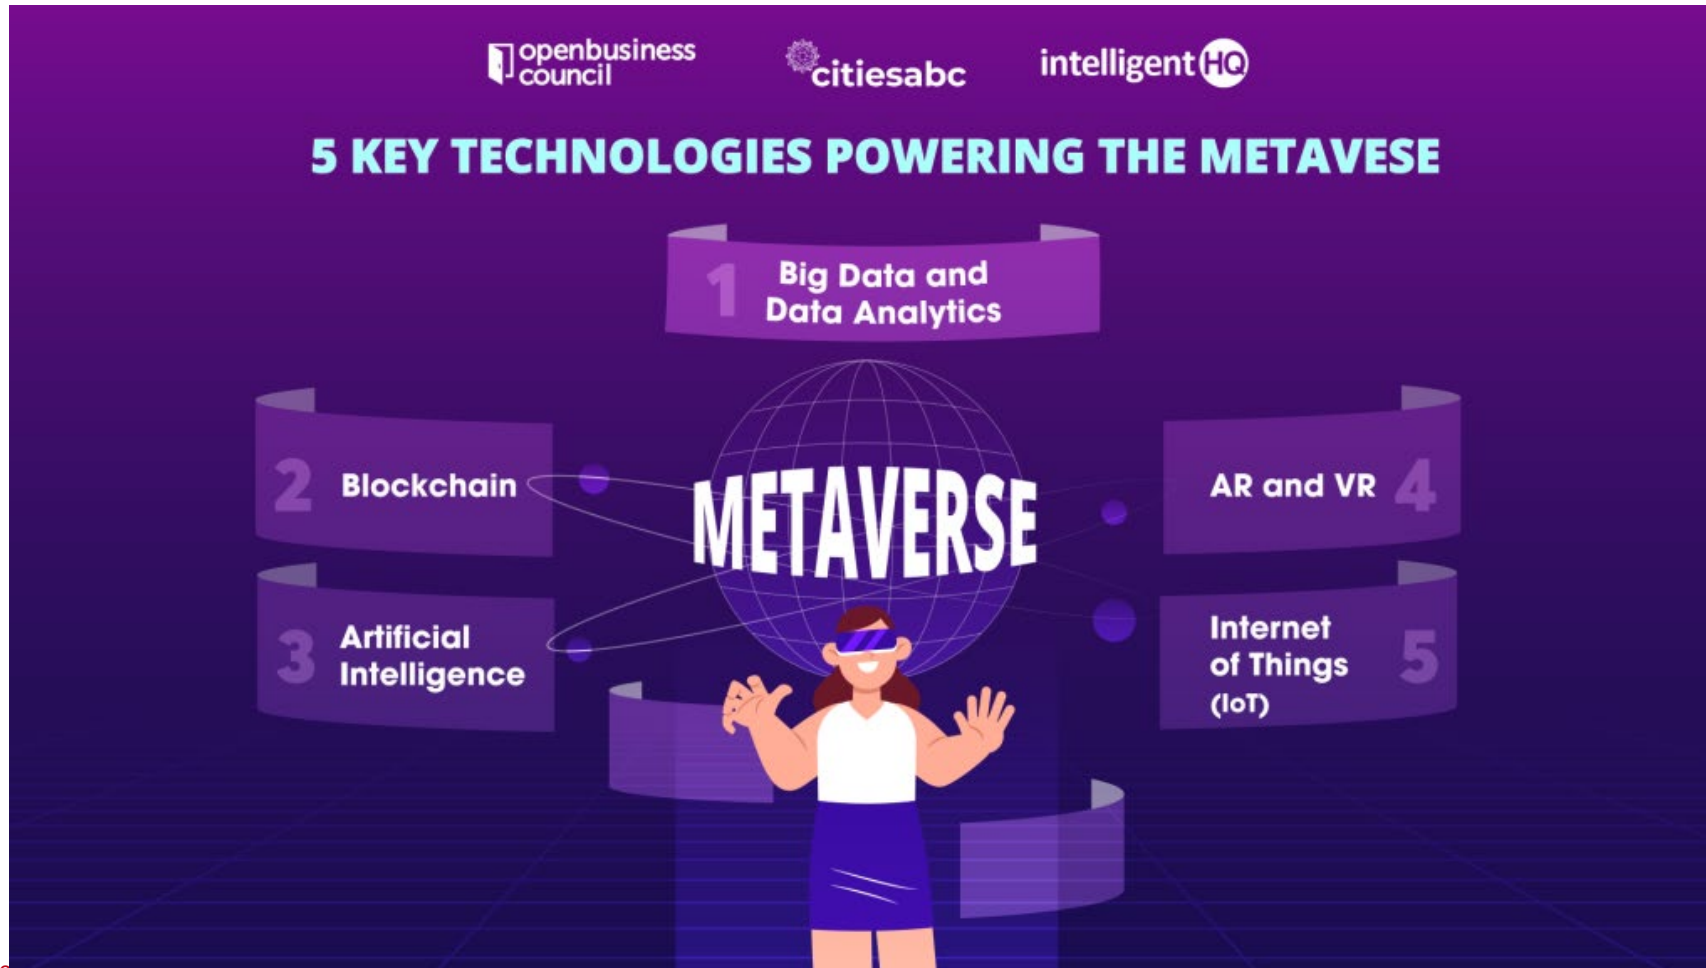 openbusiness
council
citiesabc
intelligentHQ
5 KEY TECHNOLOGIES POWERING THE METAVESE
1
Big Data and
Data Analytics
2
Blockchain
3
Artificial
Intelligence
METAVERSE
AR and VR
4
Internet
of Things
(IoT)
5